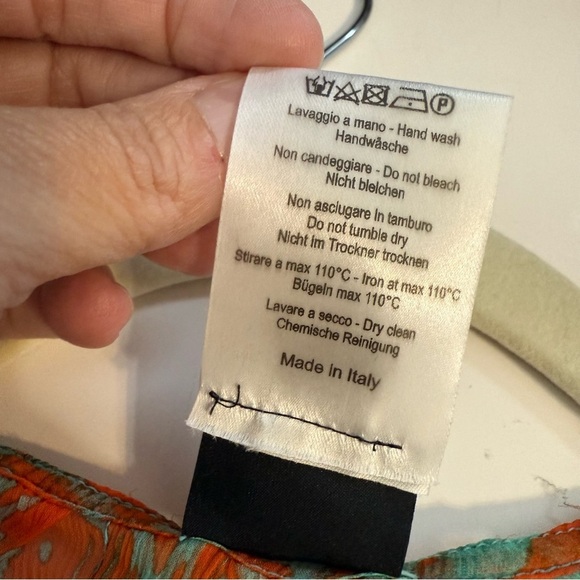 P
Lavaggio a mano - Hand wash
Handwäsche
Non candeggiare - Do not bleach
Nicht bleichen
Non asciugare in tamburo
Do not tumble dry
Nicht im Trockner trocknen
Stirare a max 110°C - Iron at max 110°C
Bügeln max 110°C
Lavare a secco - Dry clean
Chemische Reinigung
Made in Italy